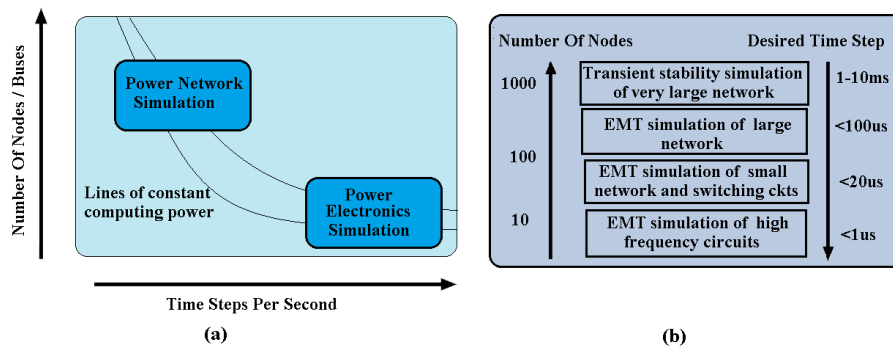 Number Of Nodes / Buses
Power Network
Simulation
Lines of constant
computing power
Power
Electronics
Simulation
Time Steps Per Second
(a)
Number Of Nodes
Desired Time Step
1000
Transient stability simulation
of very large network
1-10ms
EMT simulation of large
network
<100us
100
EMT simulation of small
network and switching ckts
<20us
10
EMT simulation of high
frequency circuits
<1us
(b)